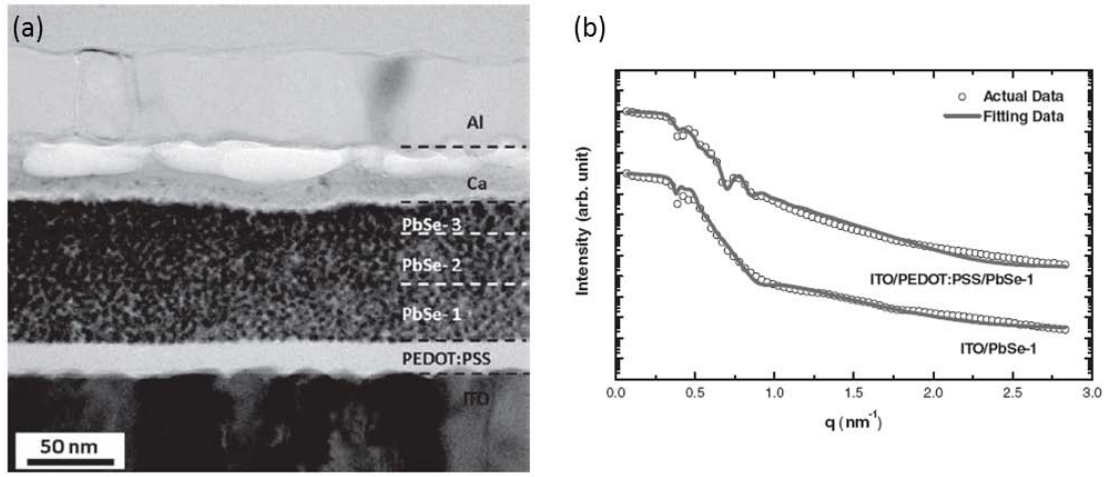 (a)
Al
Ca
PbSe-3
PbSe-2
PbSe-1
PEDOT:PSS
ITO
50 nm
(b)
Actual Data
Fitting Data
Intensity (arb. unit)
ITO/PEDOT:PSS/PbSe-1
ITO/PbSe-1
0.0 0.5 1.0 1.5 2.0 2.5 3.0
q (nm⁻¹)